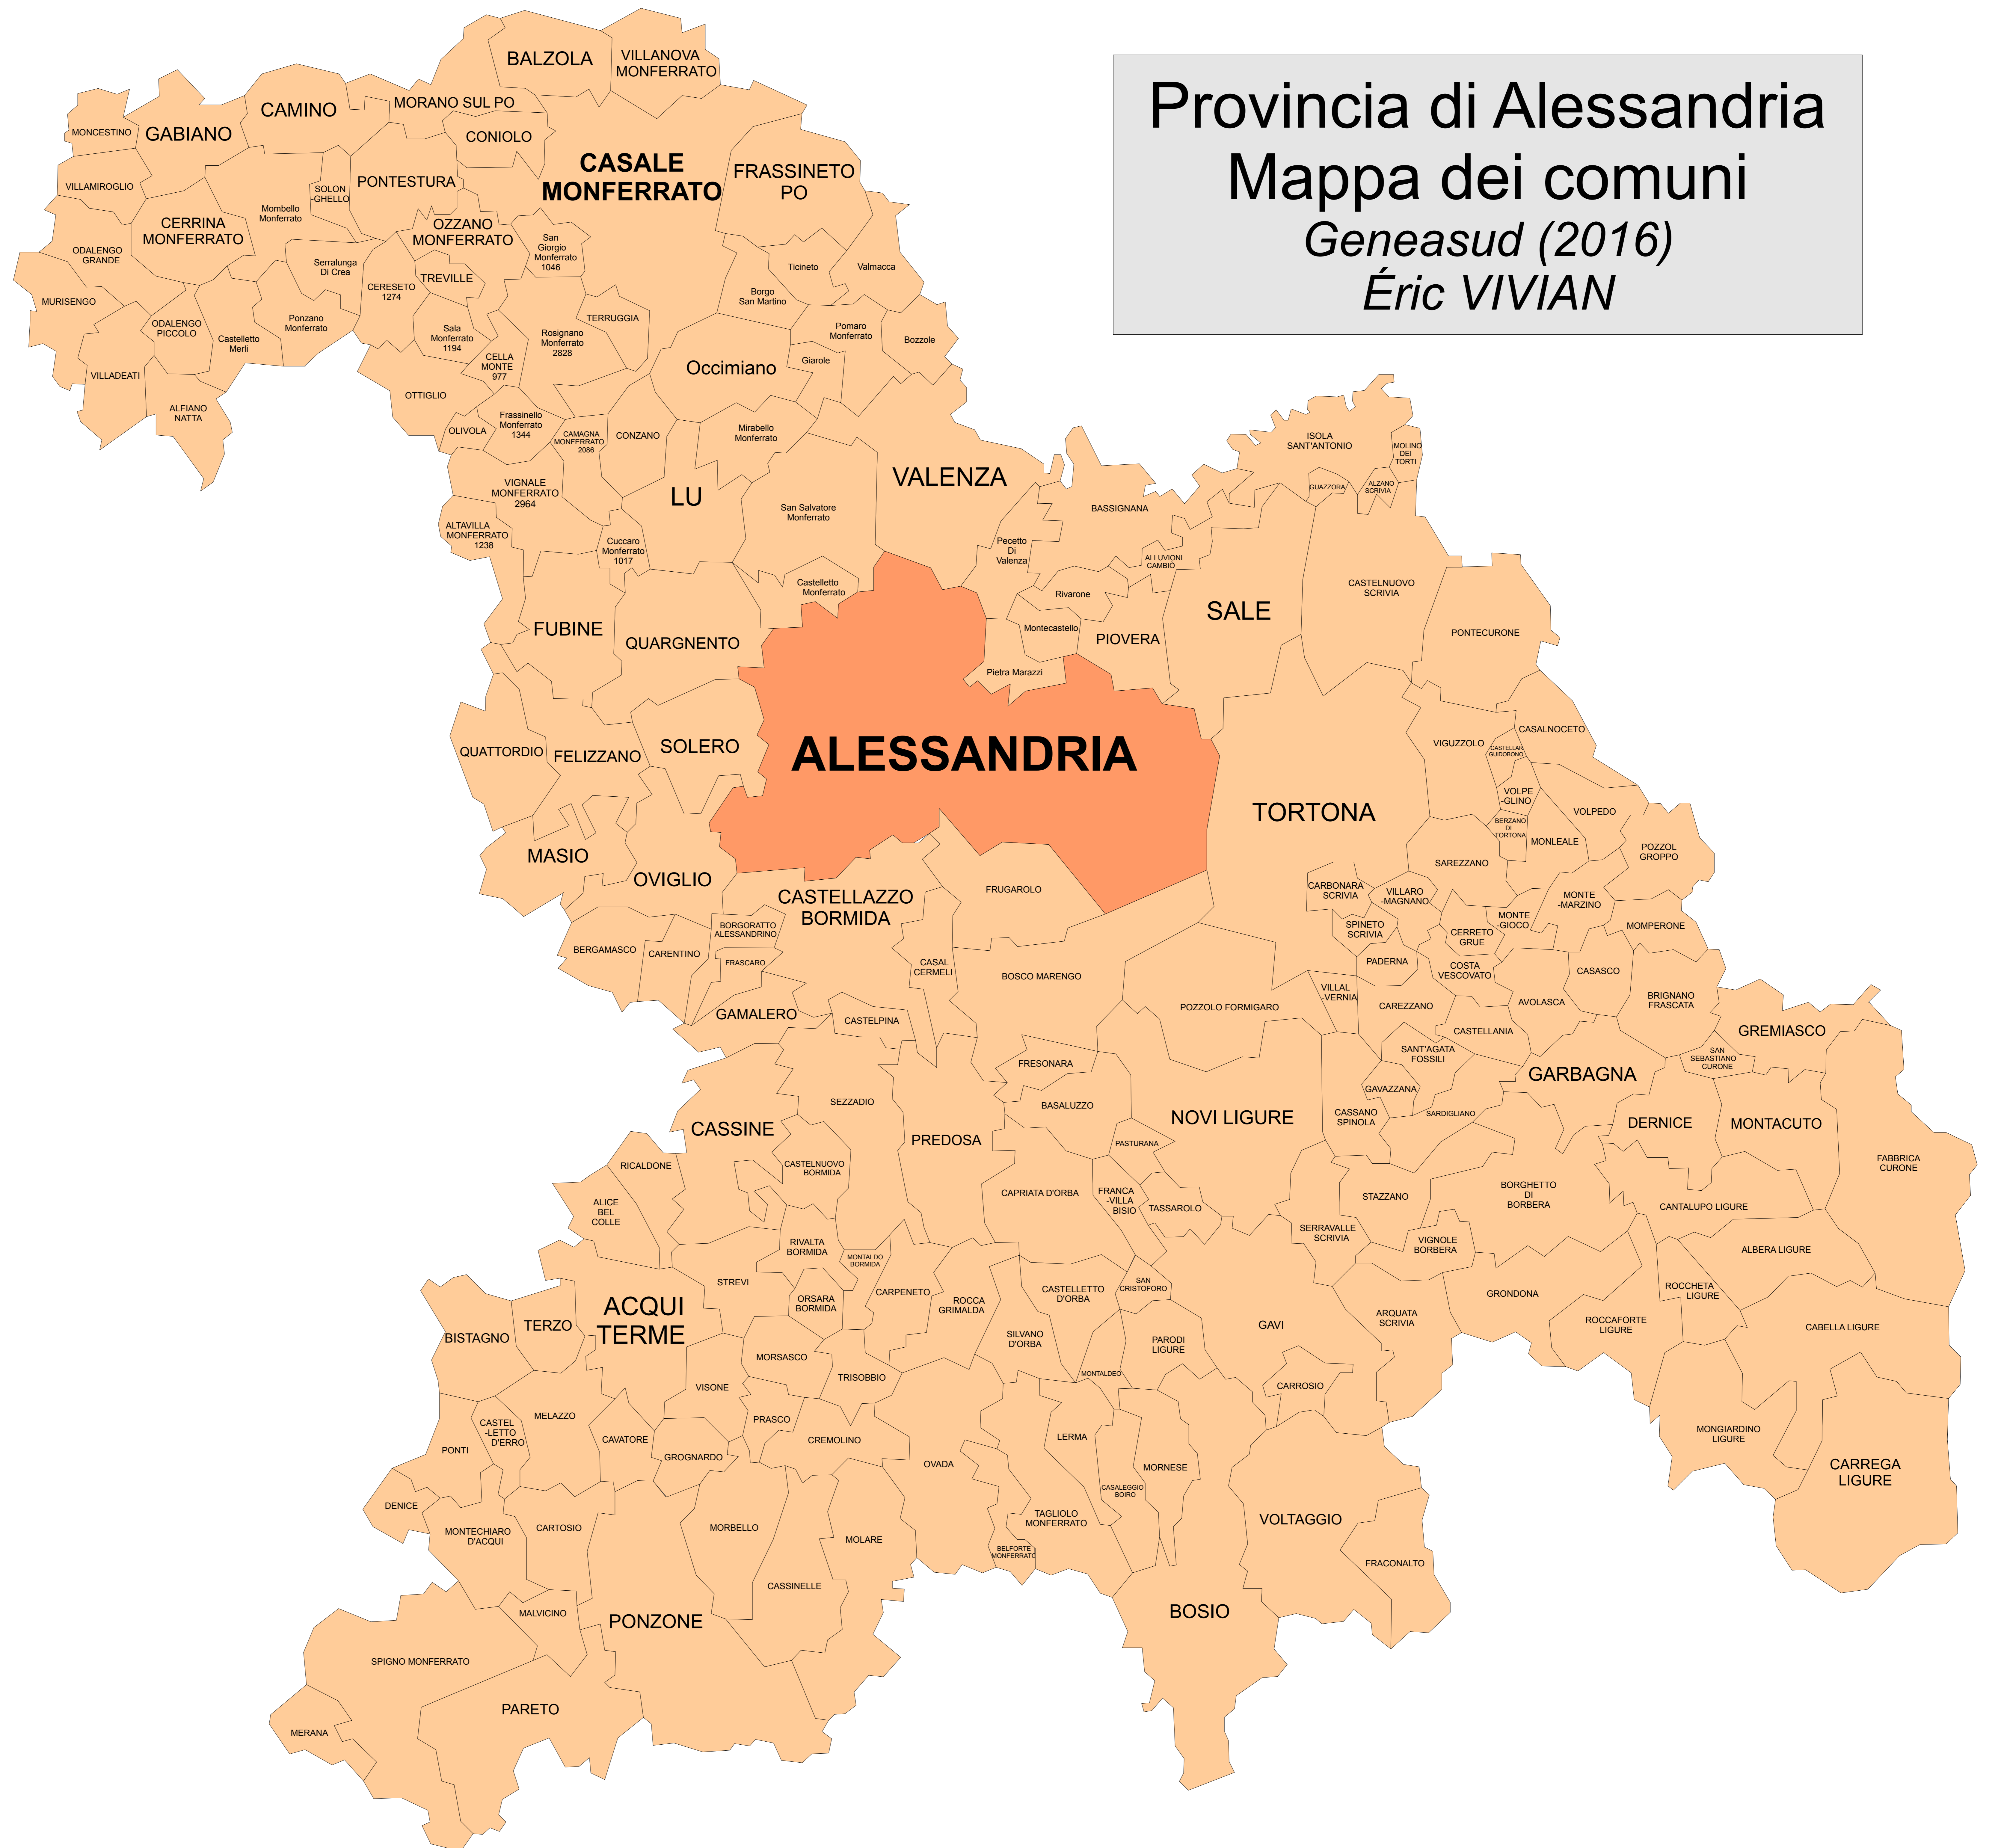 Provincia di Alessandria
Mappa dei comuni
Geneasud (2016)
Éric VIVIAN
BALZOLA
VILLANOVA
MONFERRATO
CAMINO
MORANO SUL PO
MONCESTINO
GABIANO
CONIOLO
CASALE
MONFERRATO
FRASSINETO
PO
VILLAMIROGLIO
SOLON
-GHELLO
PONTESTURA
Mombello
Monferrato
CERRINA
MONFERRATO
OZZANO
MONFERRATO
San
Giorgio
Monferrato
1046
ODALENGO
GRANDE
Serralunga
Di Crea
CERESETO
1274
TREVILLE
Ticineto
Valmacca
Borgo
San Martino
MURISENGO
ODALENGO
PICCOLO
Castelletto
Merli
Ponzano
Monferrato
Sala
Monferrato
1194
Rosignano
Monferrato
2828
TERRUGGIA
Pomaro
Monferrato
Bozzole
Giarole
Occimiano
CELLA
MONTE
977
VILLADEATI
ALFIANO
NATTA
OTTIGLIO
OLIVOLA
Frassinello
Monferrato
1344
CAMAGNA
MONFERRATO
2086
CONZANO
Mirabello
Monferrato
ISOLA
SANT'ANTONIO
MOLINO
DEI
TORTI
GUAZZORA
ALZANO
SCRIVIA
VIGNALE
MONFERRATO
2964
LU
San Salvatore
Monferrato
VALENZA
BASSIGNANA
ALTAVILLA
MONFERRATO
1238
Cuccaro
Monferrato
1017
Pecetto
Di
Valenza
ALLUVIONI
CAMBIÒ
Castelletto
Monferrato
Rivarone
SALE
CASTELNUOVO
SCRIVIA
FUBINE
QUARGNENTO
Montecastello
PIOVERA
PONTECURONE
Pietra Marazzi
QUATTORDIO
FELIZZANO
SOLERO
ALESSANDRIA
TORTONA
VIGUZZOLO
CASALNOCETO
CASTELLAR
GUIDOBONO
VOLPE
-GLINO
VOLPEDO
BERZANO
DI
TORTONA
MONLEALE
POZZOL
GROPPO
MASIO
OVIGLIO
SAREZZANO
CASTELLAZZO
BORMIDA
FRUGAROLO
CARBONARA
SCRIVIA
VILLARO
-MAGNANO
MONTE
-MARZINO
MONTE
-GIOCO
SPINETO
SCRIVIA
CERRETO
GRUE
MOMPERONE
BORGORATTO
ALESSANDRINO
BERGAMASCO
CARENTINO
FRASCARO
CASAL
CERMELI
BOSCO MARENGO
PADERNA
COSTA
VESCOVATO
CASASCO
BRIGNANO
FRASCATA
AVOLASCA
VILLAL
-VERNIA
POZZOLO FORMIGARO
CAREZZANO
GAMALERO
CASTELPINA
CASTELLANIA
GREMIASCO
SANT'AGATA
FOSSILI
SAN
SEBASTIANO
CURONE
FRESONARA
GARBAGNA
GAVAZZANA
SEZZADIO
BASALUZZO
NOVI LIGURE
CASSANO
SPINOLA
SARDIGLIANO
DERNICE
MONTACUTO
CASSINE
PREDOSA
PASTURANA
FABBRICA
CURONE
RICALDONE
CASTELNUOVO
BORMIDA
CAPRIATA D'ORBA
FRANCA
-VILLA
BISIO
TASSAROLO
STAZZANO
BORGHETTO
DI
BORBERA
CANTALUPO LIGURE
ALICE
BEL
COLLE
SERRAVALLE
SCRIVIA
VIGNOLE
BORBERA
ALBERA LIGURE
RIVALTA
BORMIDA
MONTALDO
BORMIDA
STREVI
CARPENETO
ROCCA
GRIMALDA
CASTELLETTO
D'ORBA
SAN
CRISTOFORO
ROCCHETA
LIGURE
GRONDONA
ORSARA
BORMIDA
ACQUI
TERME
ARQUATA
SCRIVIA
ROCCAFORTE
LIGURE
CABELLA LIGURE
BISTAGNO
TERZO
GAVI
SILVANO
D'ORBA
PARODI
LIGURE
MORSASCO
TRISOBBIO
MONTALDEO
VISONE
CARROSIO
MELAZZO
CASTEL
-LETTO
D'ERRO
PRASCO
CREMOLINO
LERMA
MONGIARDINO
LIGURE
PONTI
CAVATORE
GROGNARDO
OVADA
MORNESE
CARREGA
LIGURE
CASALEGGIO
BOIRO
DENICE
MONTECHIARO
D'ACQUI
CARTOSIO
MORBELLO
MOLARE
TAGLIOLO
MONFERRATO
VOLTAGGIO
BELFORTE
MONFERRATO
FRACONALTO
CASSINELLE
MALVICINO
PONZONE
BOSIO
SPIGNO MONFERRATO
PARETO
MERANA